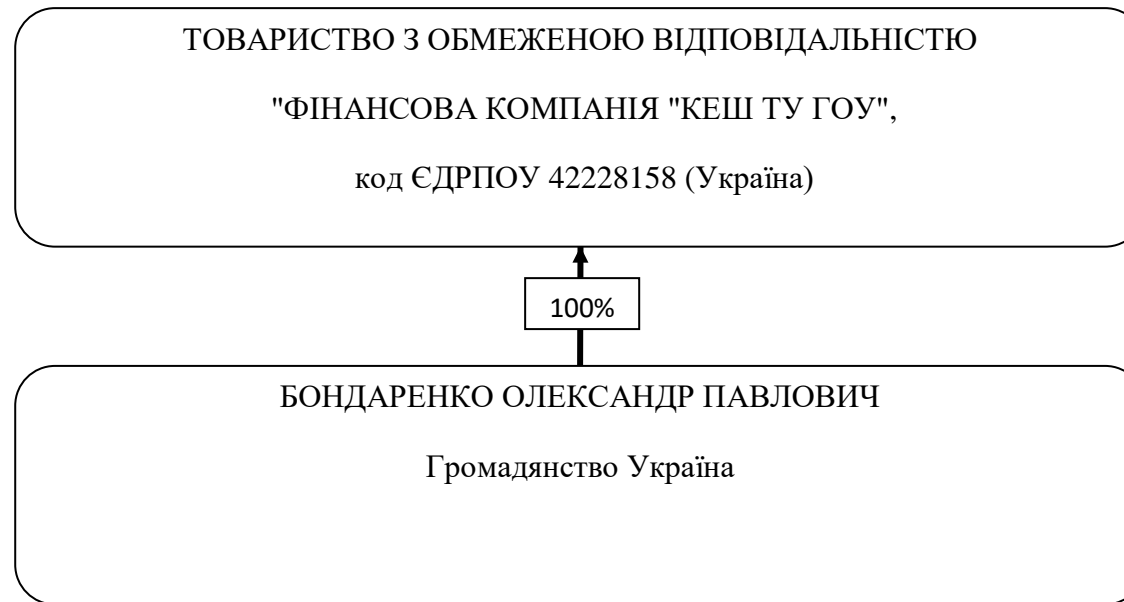 ТОВАРИСТВО З ОБМЕЖЕНОЮ ВІДПОВІДАЛЬНІСТЮ
"ФІНАНСОВА КОМПАНІЯ "КЕШ ТУ ГОУ",
код ЄДРПОУ 42228158 (Україна)
100%
БОНДАРЕНКО ОЛЕКСАНДР ПАВЛОВИЧ
Громадянство Україна